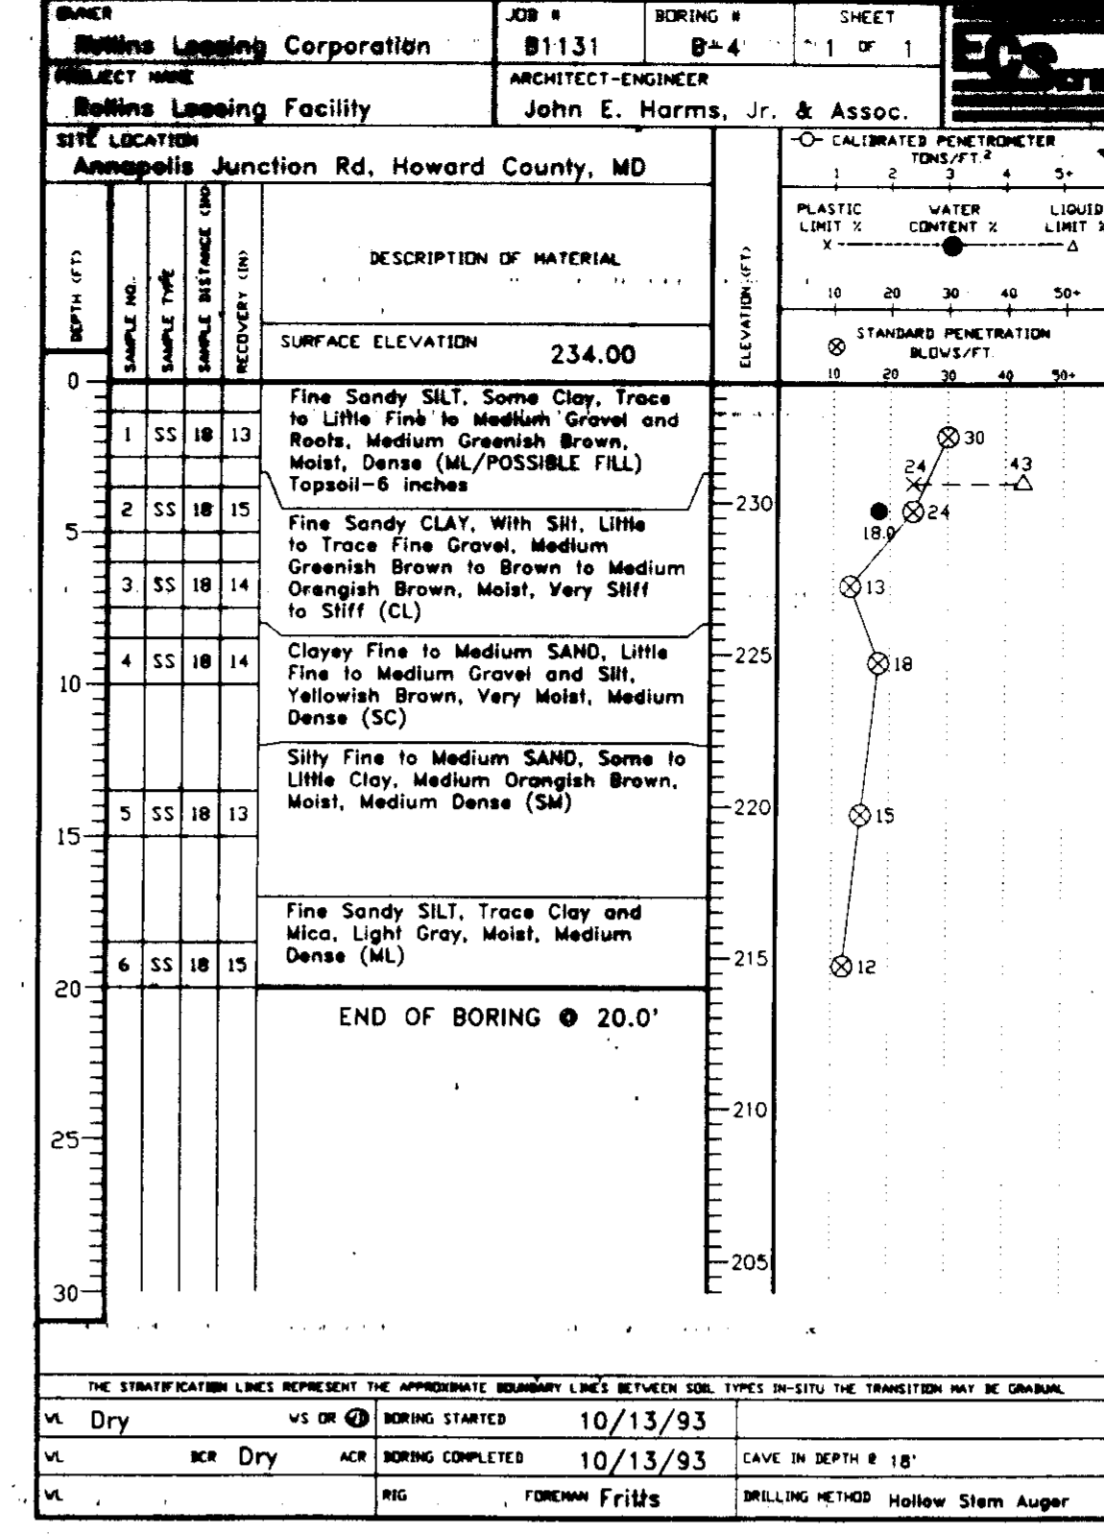 OWNER
Rollins Leasing Corporation
JOB #
B1131
BORING #
B-4
SHEET
1 OF 1
ECS
PROJECT NAME
Rollins Leasing Facility
ARCHITECT-ENGINEER
John E. Harms, Jr. & Assoc.
SITE LOCATION
Annapolis Junction Rd, Howard County, MD
-O- CALIBRATED PENETROMETER
TONS/FT.2
1 2 3 4 5+
PLASTIC WATER LIQUID
LIMIT % CONTENT % LIMIT %
X Δ
10 20 30 40 50+
STANDARD PENETRATION
BLOWS/FT.
10 20 30 40 50+
DEPTH (FT)
SAMPLE NO.
SAMPLE TYPE
SAMPLE DISTANCE (IN)
RECOVERY (IN)
DESCRIPTION OF MATERIAL
ELEVATION (FT)
SURFACE ELEVATION 234.00
0
Fine Sandy SILT, Some Clay, Trace
to Little Fine to Medium Gravel and
Roots, Medium Greenish Brown,
Moist, Dense (ML/POSSIBLE FILL)
Topsoil-6 inches
1 SS 18 13
30
24 43
2 SS 18 15
230
24
18.0
5
Fine Sandy CLAY, With Silt, Little
to Trace Fine Gravel, Medium
Greenish Brown to Brown to Medium
Orangish Brown, Moist, Very Stiff
to Stiff (CL)
3 SS 18 14
13
Clayey Fine to Medium SAND, Little
Fine to Medium Gravel and Silt,
Yellowish Brown, Very Moist, Medium
Dense (SC)
4 SS 18 14
225
18
10
Silty Fine to Medium SAND, Some to
Little Clay, Medium Orangish Brown,
Moist, Medium Dense (SM)
5 SS 18 13
220
15
15
Fine Sandy SILT, Trace Clay and
Mica, Light Gray, Moist, Medium
Dense (ML)
6 SS 18 15
215
12
20
END OF BORING @ 20.0'
210
25
205
30
THE STRATIFICATION LINES REPRESENT THE APPROXIMATE BOUNDARY LINES BETWEEN SOIL TYPES IN-SITU THE TRANSITION MAY BE GRADUAL
WL Dry WS OR WD BORING STARTED 10/13/93
WL BCR Dry ACR BORING COMPLETED 10/13/93 CAVE IN DEPTH @ 18'
WL RIG FOREMAN Fritts DRILLING METHOD Hollow Stem Auger